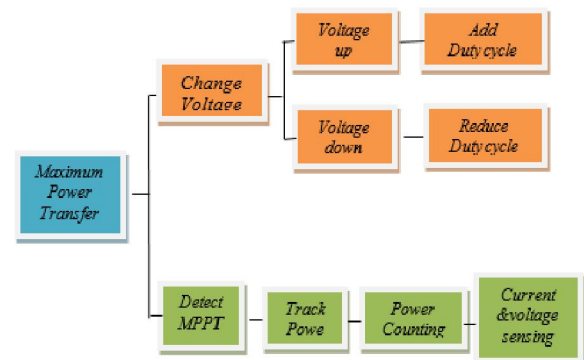 Voltage
up
Add
Duty cycle
Change
Voltage
Voltage
down
Reduce
Duty cycle
Maximum
Power
Transfer
Detect
MPPT
Track
Powe
Power
Counting
Current
&voltage
sensing